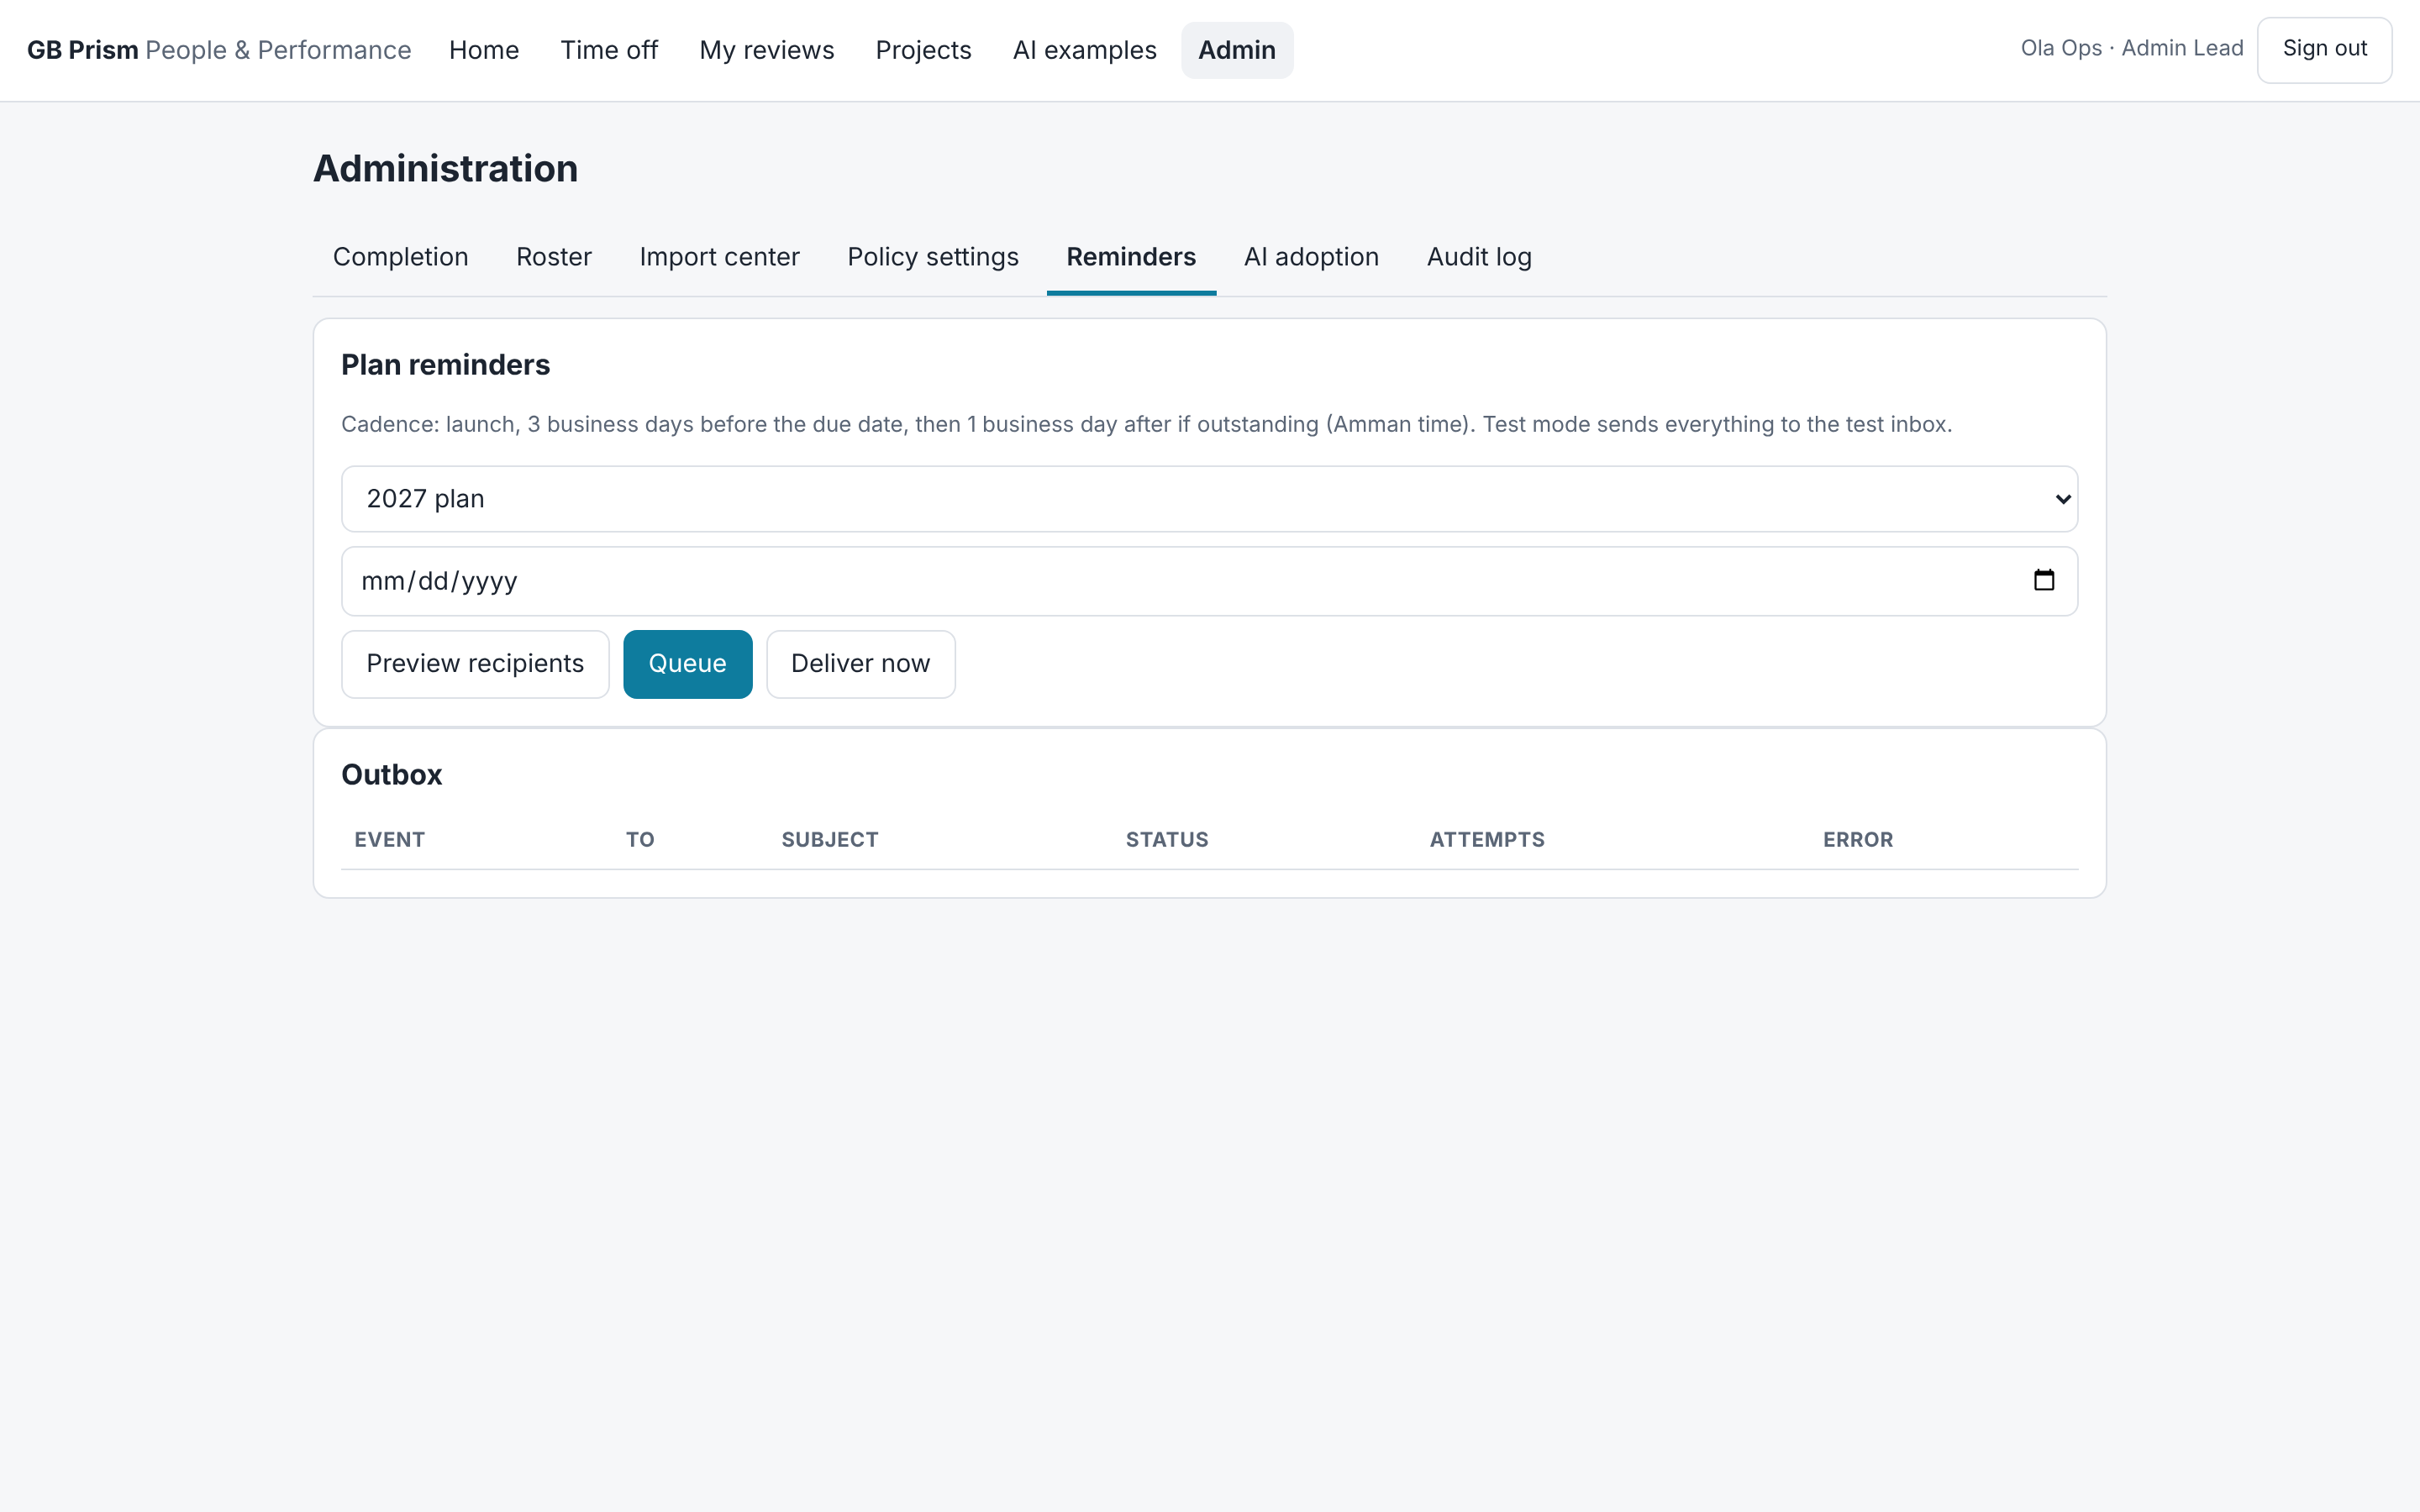 GB Prism People & Performance Home Time off My reviews Projects AI examples Admin Ola Ops · Admin Lead Sign out
Administration
Completion Roster Import center Policy settings Reminders AI adoption Audit log
Plan reminders
Cadence: launch, 3 business days before the due date, then 1 business day after if outstanding (Amman time). Test mode sends everything to the test inbox.
2027 plan
mm/dd/yyyy
Preview recipients Queue Deliver now
Outbox
EVENT TO SUBJECT STATUS ATTEMPTS ERROR